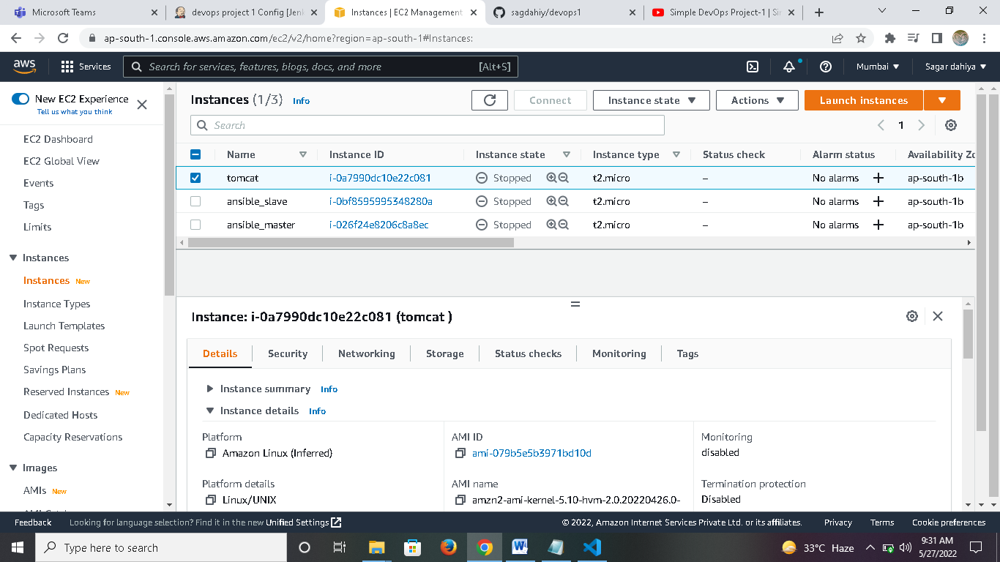 Microsoft Teams
devops project 1 Config [Jenk
Instances | EC2 Management
sagdahiy/devops1
Simple DevOps Project-1 | Sim
ap-south-1.console.aws.amazon.com/ec2/v2/home?region=ap-south-1#Instances:
aws
Services
Search for services, features, blogs, docs, and more
[Alt+S]
Mumbai
Sagar dahiya
New EC2 Experience
Tell us what you think
EC2 Dashboard
EC2 Global View
Events
Tags
Limits
Instances
Instances New
Instance Types
Launch Templates
Spot Requests
Savings Plans
Reserved Instances New
Dedicated Hosts
Capacity Reservations
Images
AMIs New
Instances (1/3) Info
Connect
Instance state
Actions
Launch instances
Search
1
Name Instance ID Instance state Instance type Status check Alarm status Availability Zo
tomcat i-0a7990dc10e22c081 Stopped t2.micro – No alarms + ap-south-1b
ansible_slave i-0bf8595995348280a Stopped t2.micro – No alarms + ap-south-1b
ansible_master i-026f24e8206c8a8ec Stopped t2.micro – No alarms + ap-south-1b
Instance: i-0a7990dc10e22c081 (tomcat )
Details Security Networking Storage Status checks Monitoring Tags
Instance summary Info
Instance details Info
Platform
Amazon Linux (Inferred)
AMI ID
ami-079b5e5b3971bd10d
Monitoring
disabled
Platform details
Linux/UNIX
AMI name
amzn2-ami-kernel-5.10-hvm-2.0.20220426.0-
Termination protection
Disabled
Feedback
Looking for language selection? Find it in the new Unified Settings
© 2022, Amazon Internet Services Private Ltd. or its affiliates.
Privacy
Terms
Cookie preferences
Type here to search
33°C Haze
9:31 AM
5/27/2022